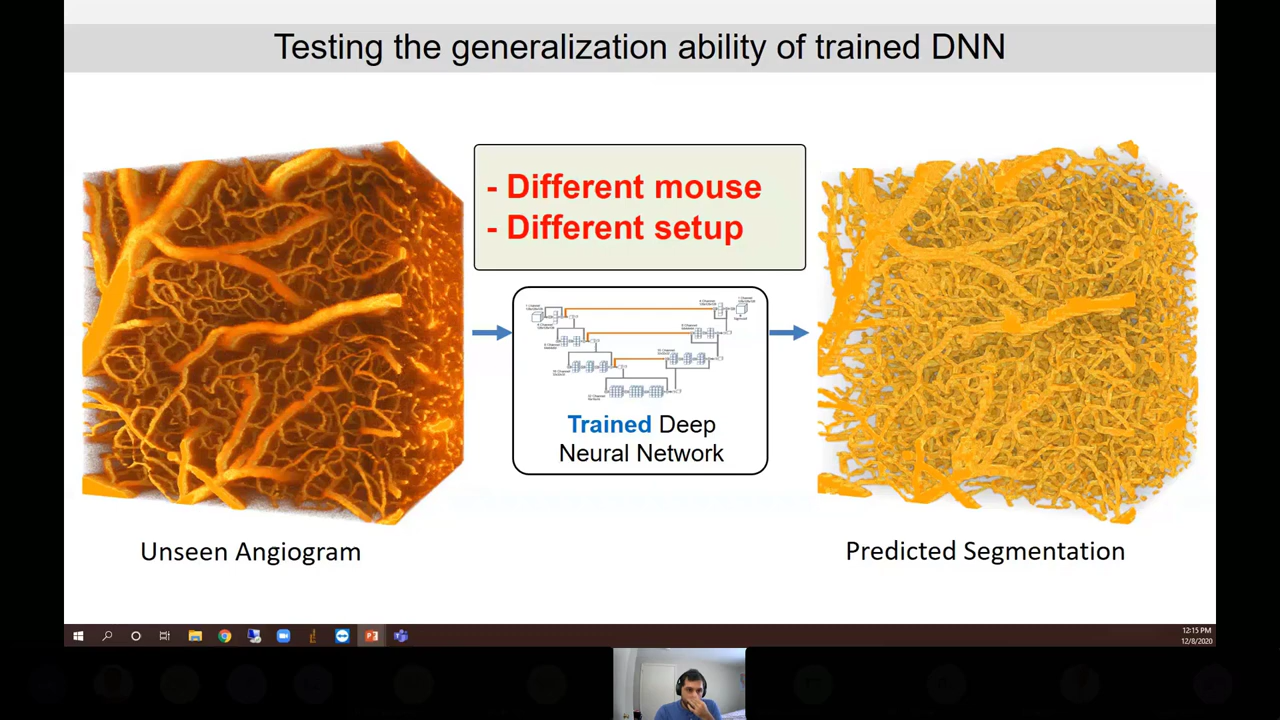 Testing the generalization ability of trained DNN
- Different mouse
- Different setup
Trained Deep
Neural Network
Unseen Angiogram
Predicted Segmentation
12:15 PM
12/8/2020